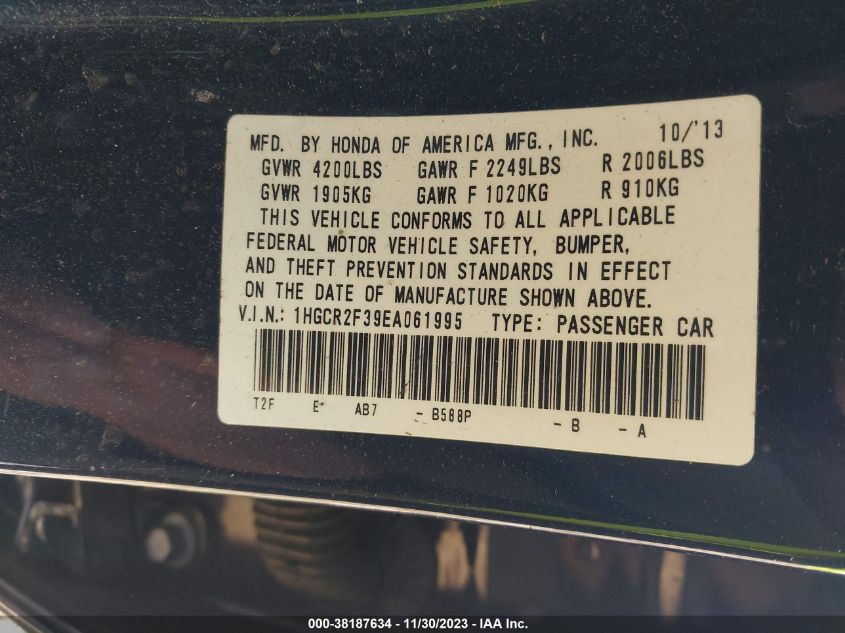 MFD. BY HONDA OF AMERICA MFG., INC. 10/'13
GVWR 4200LBS GAWR F 2249LBS R 2006LBS
GVWR 1905KG GAWR F 1020KG R 910KG
THIS VEHICLE CONFORMS TO ALL APPLICABLE
FEDERAL MOTOR VEHICLE SAFETY, BUMPER,
AND THEFT PREVENTION STANDARDS IN EFFECT
ON THE DATE OF MANUFACTURE SHOWN ABOVE.
V.I.N.: 1HGCR2F39EA061995 TYPE: PASSENGER CAR
T2F E* AB7 - B588P - B - A
000-38187634 - 11/30/2023 - IAA Inc.